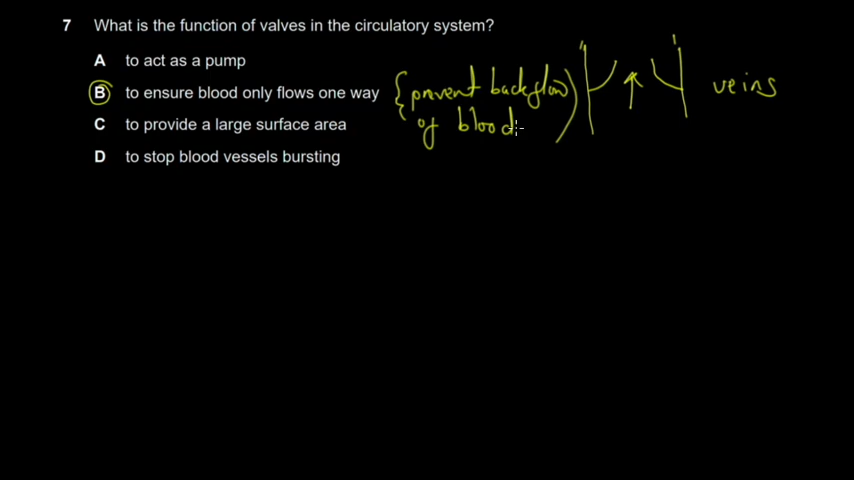 7 What is the function of valves in the circulatory system?
A to act as a pump
B to ensure blood only flows one way {prevent backflow) veins
of blood
C to provide a large surface area
D to stop blood vessels bursting